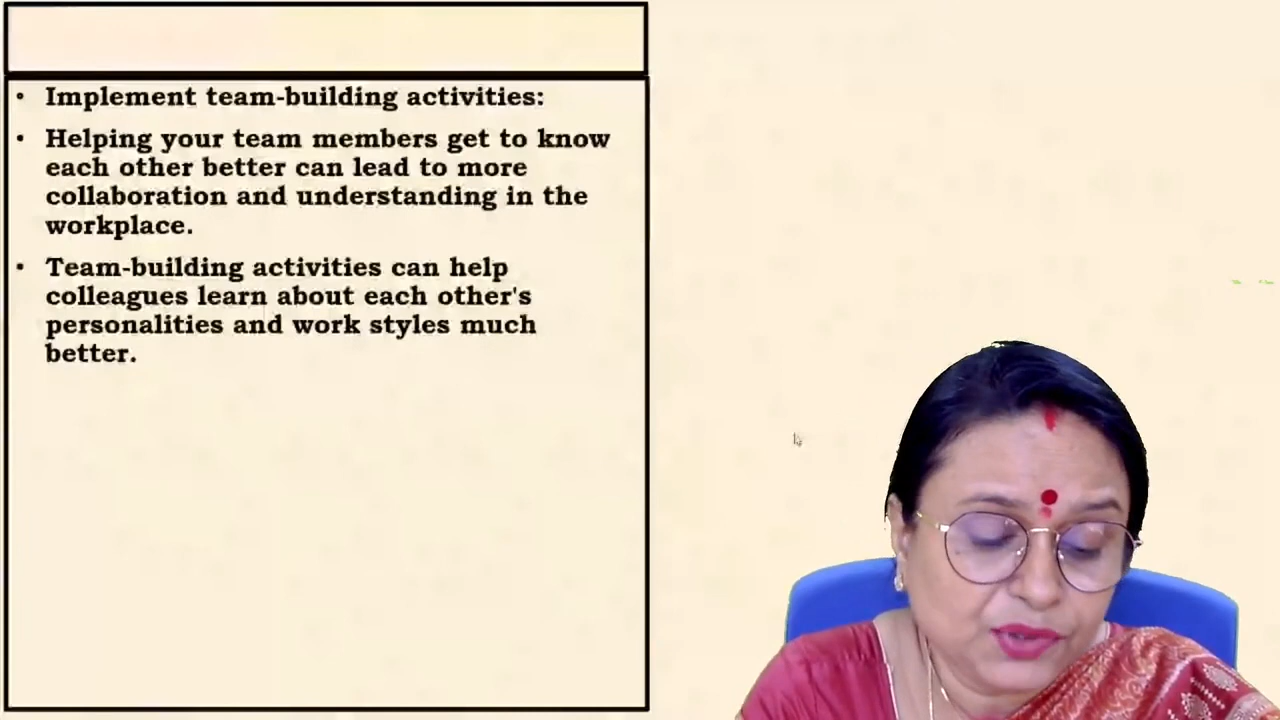 • Implement team-building activities:
• Helping your team members get to know
each other better can lead to more
collaboration and understanding in the
workplace.
• Team-building activities can help
colleagues learn about each other's
personalities and work styles much
better.